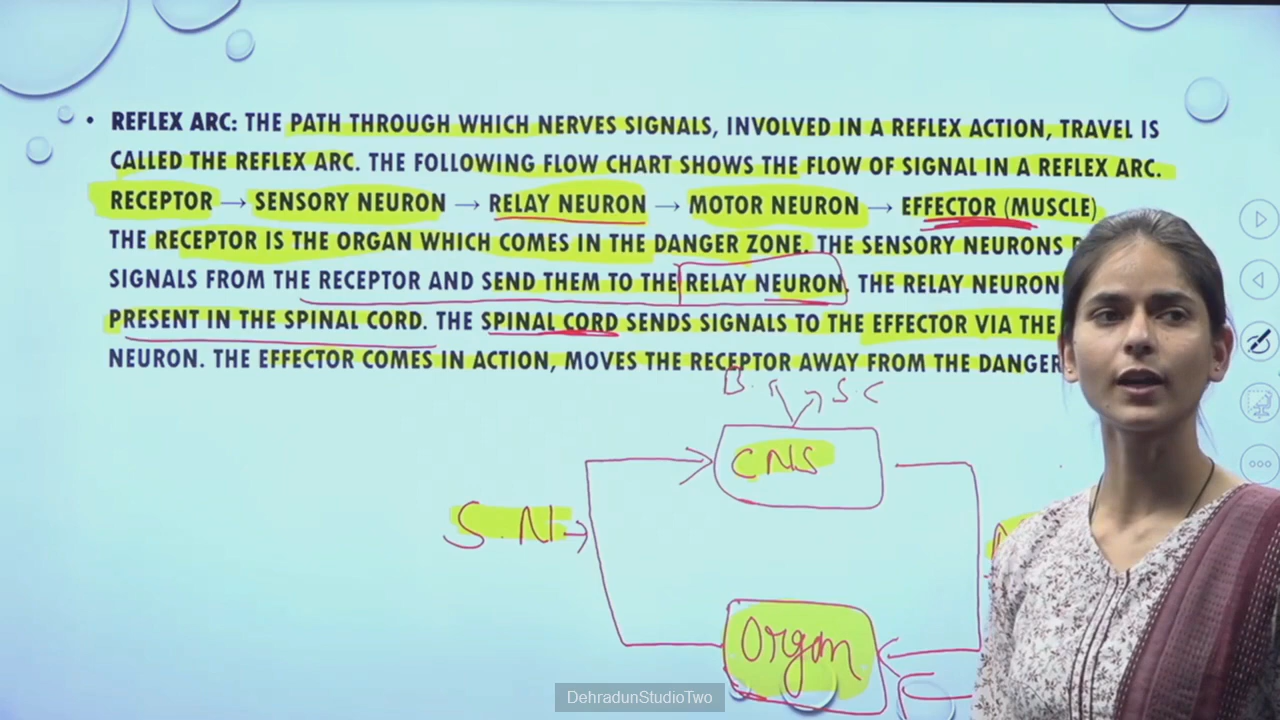 • REFLEX ARC: THE PATH THROUGH WHICH NERVES SIGNALS, INVOLVED IN A REFLEX ACTION, TRAVEL IS
CALLED THE REFLEX ARC. THE FOLLOWING FLOW CHART SHOWS THE FLOW OF SIGNAL IN A REFLEX ARC.
RECEPTOR → SENSORY NEURON → RELAY NEURON → MOTOR NEURON → EFFECTOR (MUSCLE)
THE RECEPTOR IS THE ORGAN WHICH COMES IN THE DANGER ZONE. THE SENSORY NEURONS
SIGNALS FROM THE RECEPTOR AND SEND THEM TO THE RELAY NEURON. THE RELAY NEURON
PRESENT IN THE SPINAL CORD. THE SPINAL CORD SENDS SIGNALS TO THE EFFECTOR VIA THE
NEURON. THE EFFECTOR COMES IN ACTION, MOVES THE RECEPTOR AWAY FROM THE DANGER
B. S.C
CNS
S.N
Organ
DehradunStudioTwo